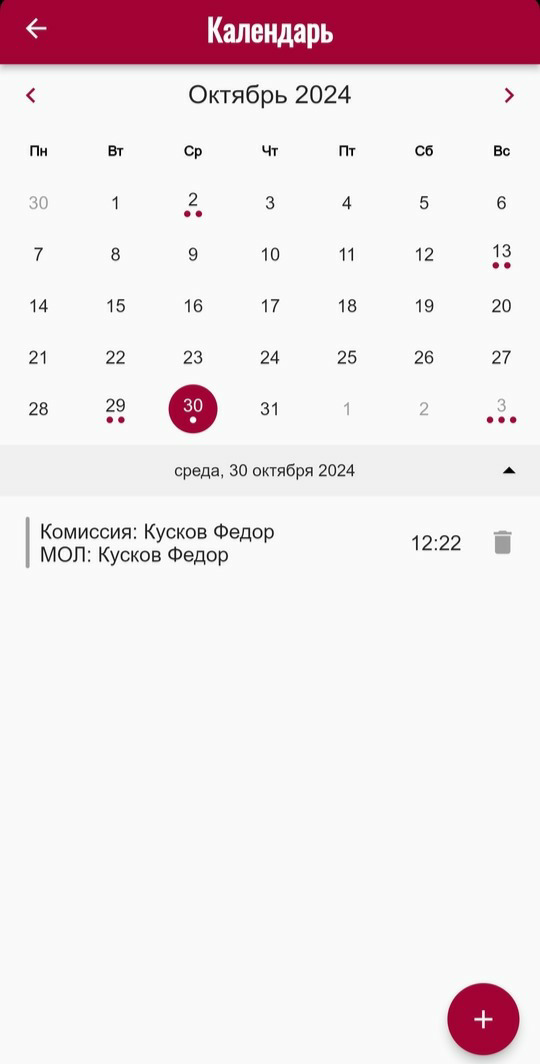 Календарь
Октябрь 2024
Пн Вт Ср Чт Пт Сб Вс
30 1 2 3 4 5 6
7 8 9 10 11 12 13
14 15 16 17 18 19 20
21 22 23 24 25 26 27
28 29 30 31 1 2 3
среда, 30 октября 2024
Комиссия: Кусков Федор
МОЛ: Кусков Федор
12:22